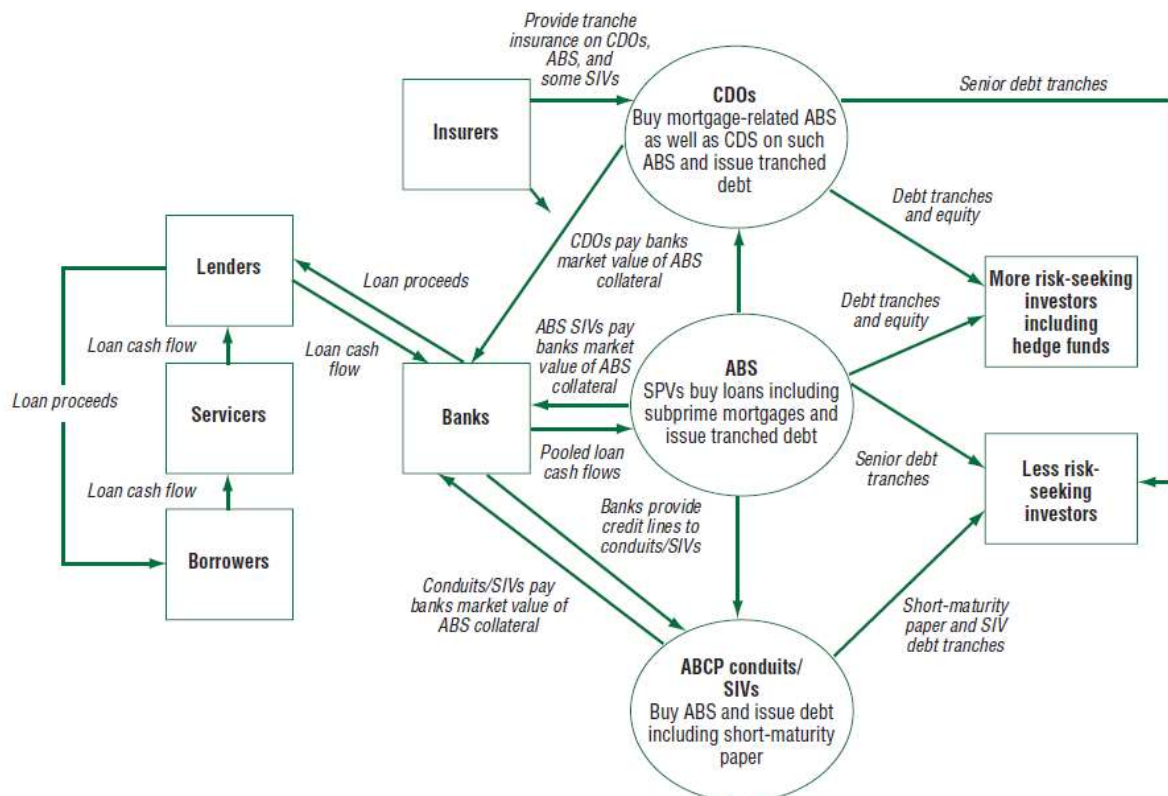 Provide tranche
insurance on CDOs,
ABS, and
some SIVs
Insurers
CDOs
Buy mortgage-related ABS
as well as CDS on such
ABS and issue tranched
debt
Senior debt tranches
Debt tranches
and equity
CDOs pay banks
market value of ABS
collateral
Lenders
Loan proceeds
Loan cash flow
Loan cash
flow
Loan proceeds
Servicers
Loan cash flow
Borrowers
Banks
ABS SIVs pay
banks market
value of ABS
collateral
Pooled loan
cash flows
ABS
SPVs buy loans including
subprime mortgages and
issue tranched debt
Debt tranches
and equity
More risk-seeking
investors
including
hedge funds
Senior debt
tranches
Less risk-
seeking
investors
Banks provide
credit lines to
conduits/SIVs
Conduits/SIVs pay
banks market value of
ABS collateral
Short-maturity
paper and SIV
debt tranches
ABCP conduits/
SIVs
Buy ABS and issue debt
including short-maturity
paper